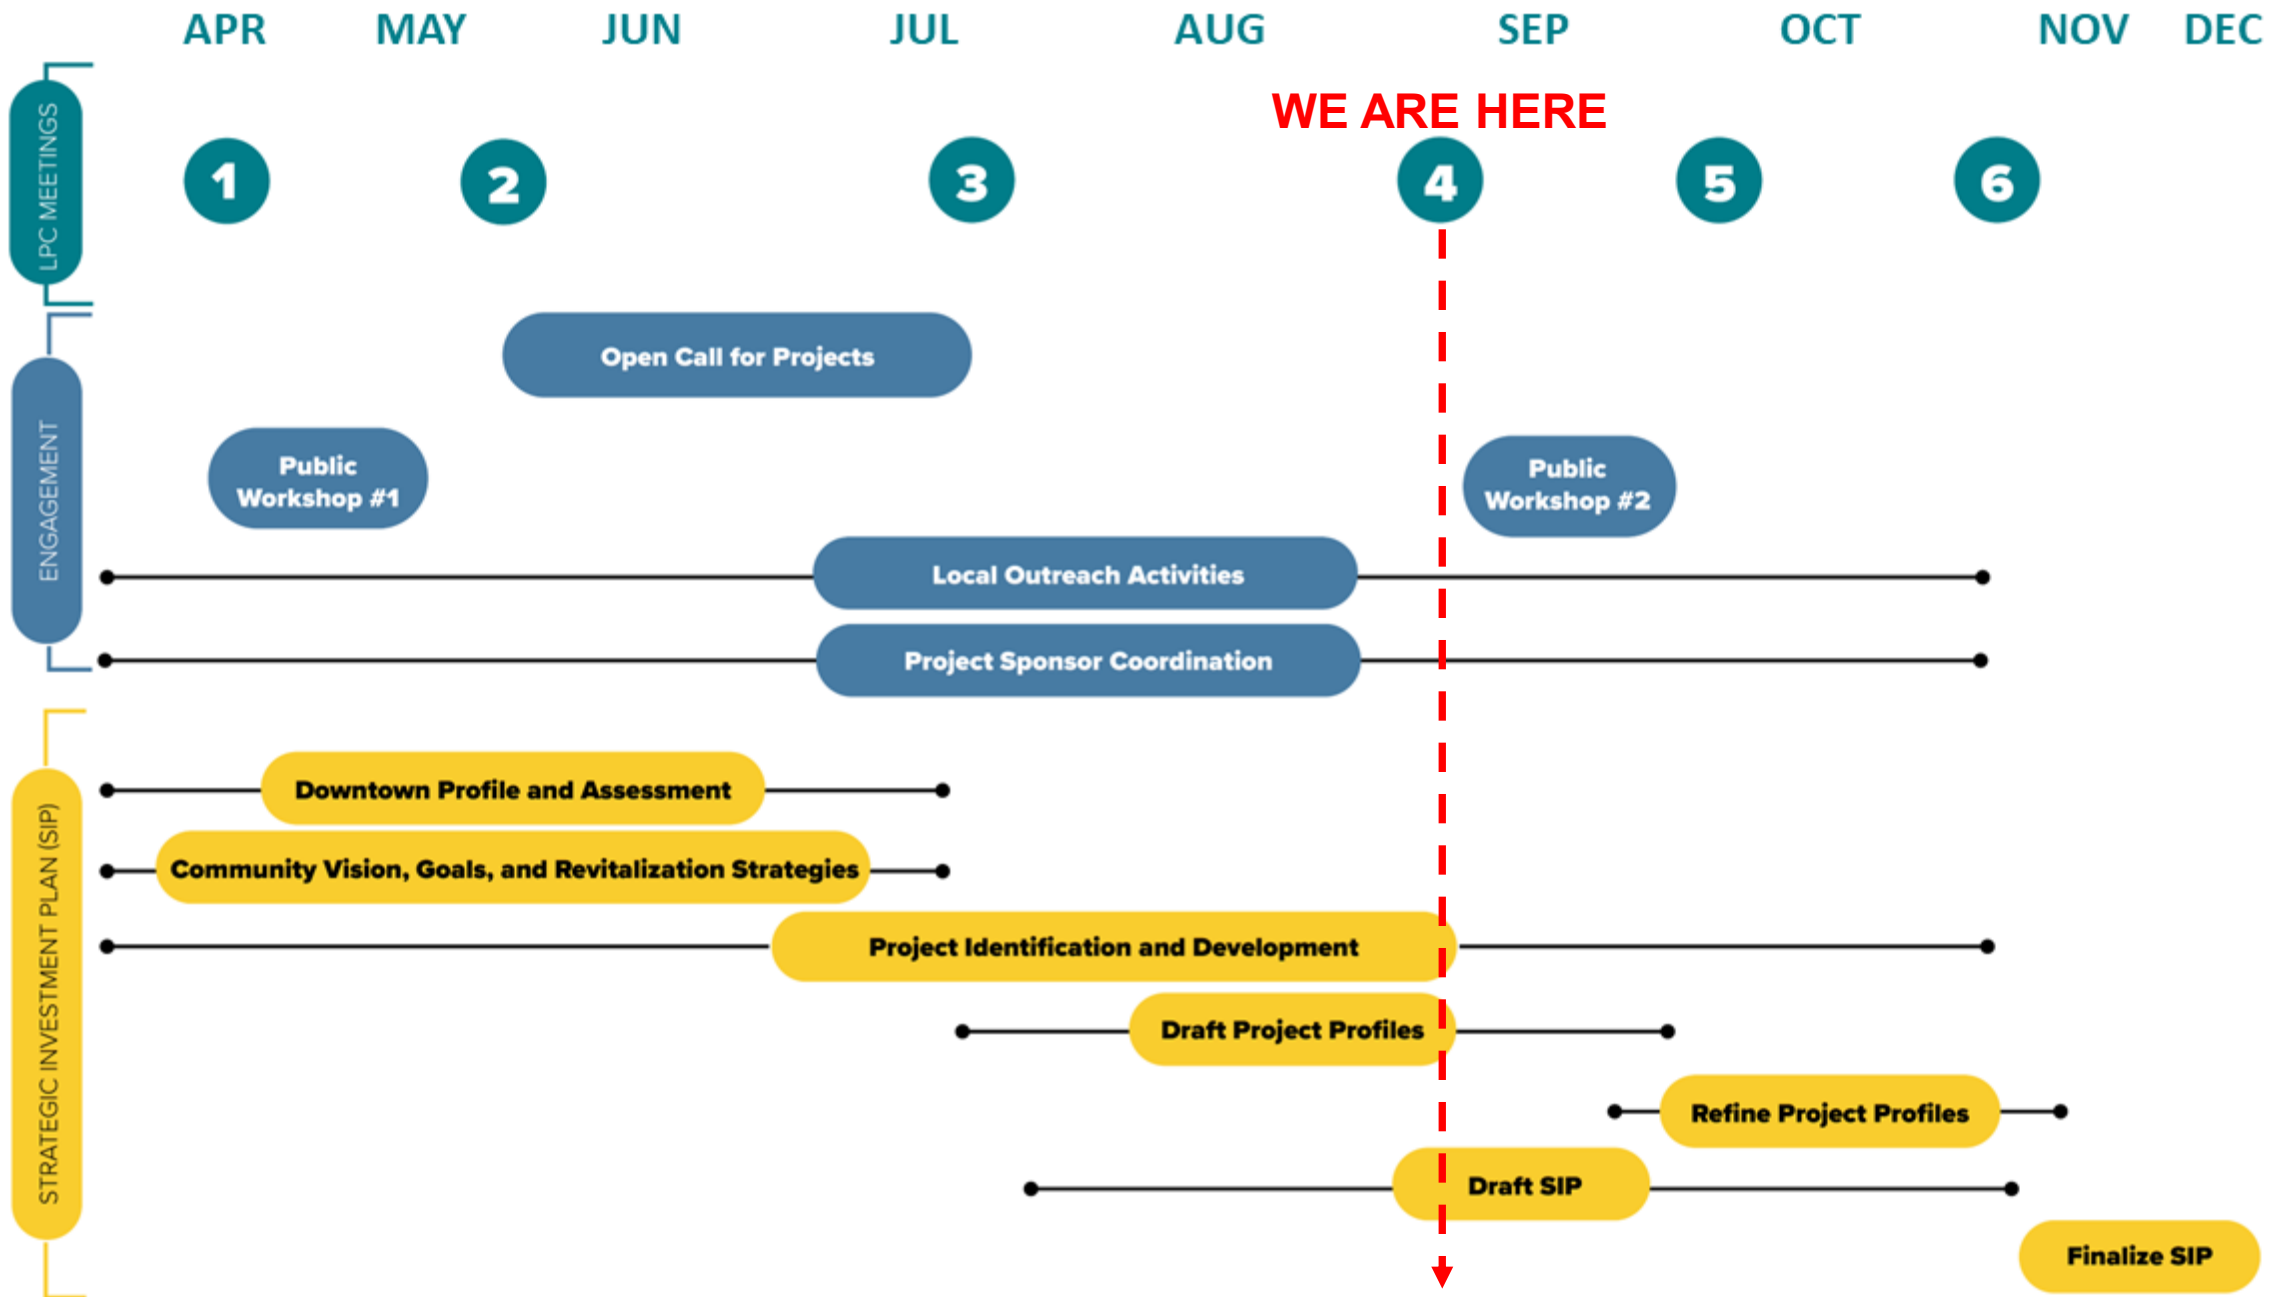 APR MAY JUN JUL AUG SEP OCT NOV DEC
WE ARE HERE
LPC MEETINGS
1 2 3 4 5 6
ENGAGEMENT
Open Call for Projects
Public
Workshop #1
Public
Workshop #2
Local Outreach Activities
Project Sponsor Coordination
STRATEGIC INVESTMENT PLAN (SIP)
Downtown Profile and Assessment
Community Vision, Goals, and Revitalization Strategies
Project Identification and Development
Draft Project Profiles
Refine Project Profiles
Draft SIP
Finalize SIP